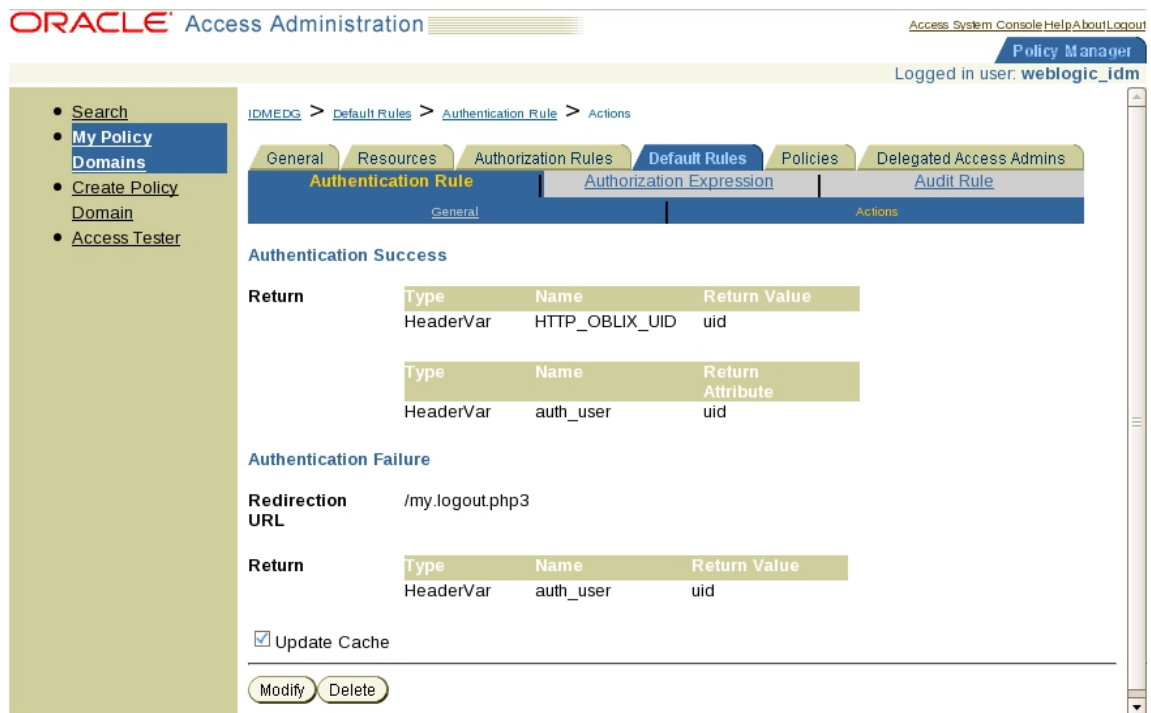 ORACLE Access Administration
Access System Console Help About Logout
Policy Manager
Logged in user: weblogic_idm
Search
My Policy
Domains
Create Policy
Domain
Access Tester
IDMEDG > Default Rules > Authentication Rule > Actions
General Resources Authorization Rules Default Rules Policies Delegated Access Admins
Authentication Rule Authorization Expression Audit Rule
General Actions
Authentication Success
Return Type Name Return Value
HeaderVar HTTP_OBLIX_UID uid
Type Name Return
Attribute
HeaderVar auth_user uid
Authentication Failure
Redirection /my.logout.php3
URL
Return Type Name Return Value
HeaderVar auth_user uid
Update Cache
Modify Delete